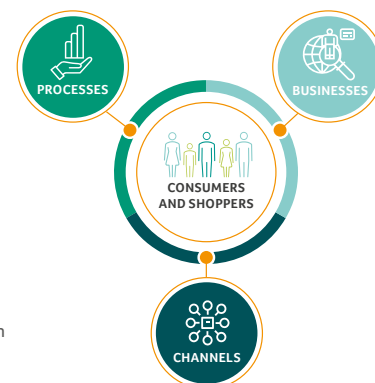 PROCESSES
BUSINESSES
CONSUMERS
AND SHOPPERS
n
CHANNELS